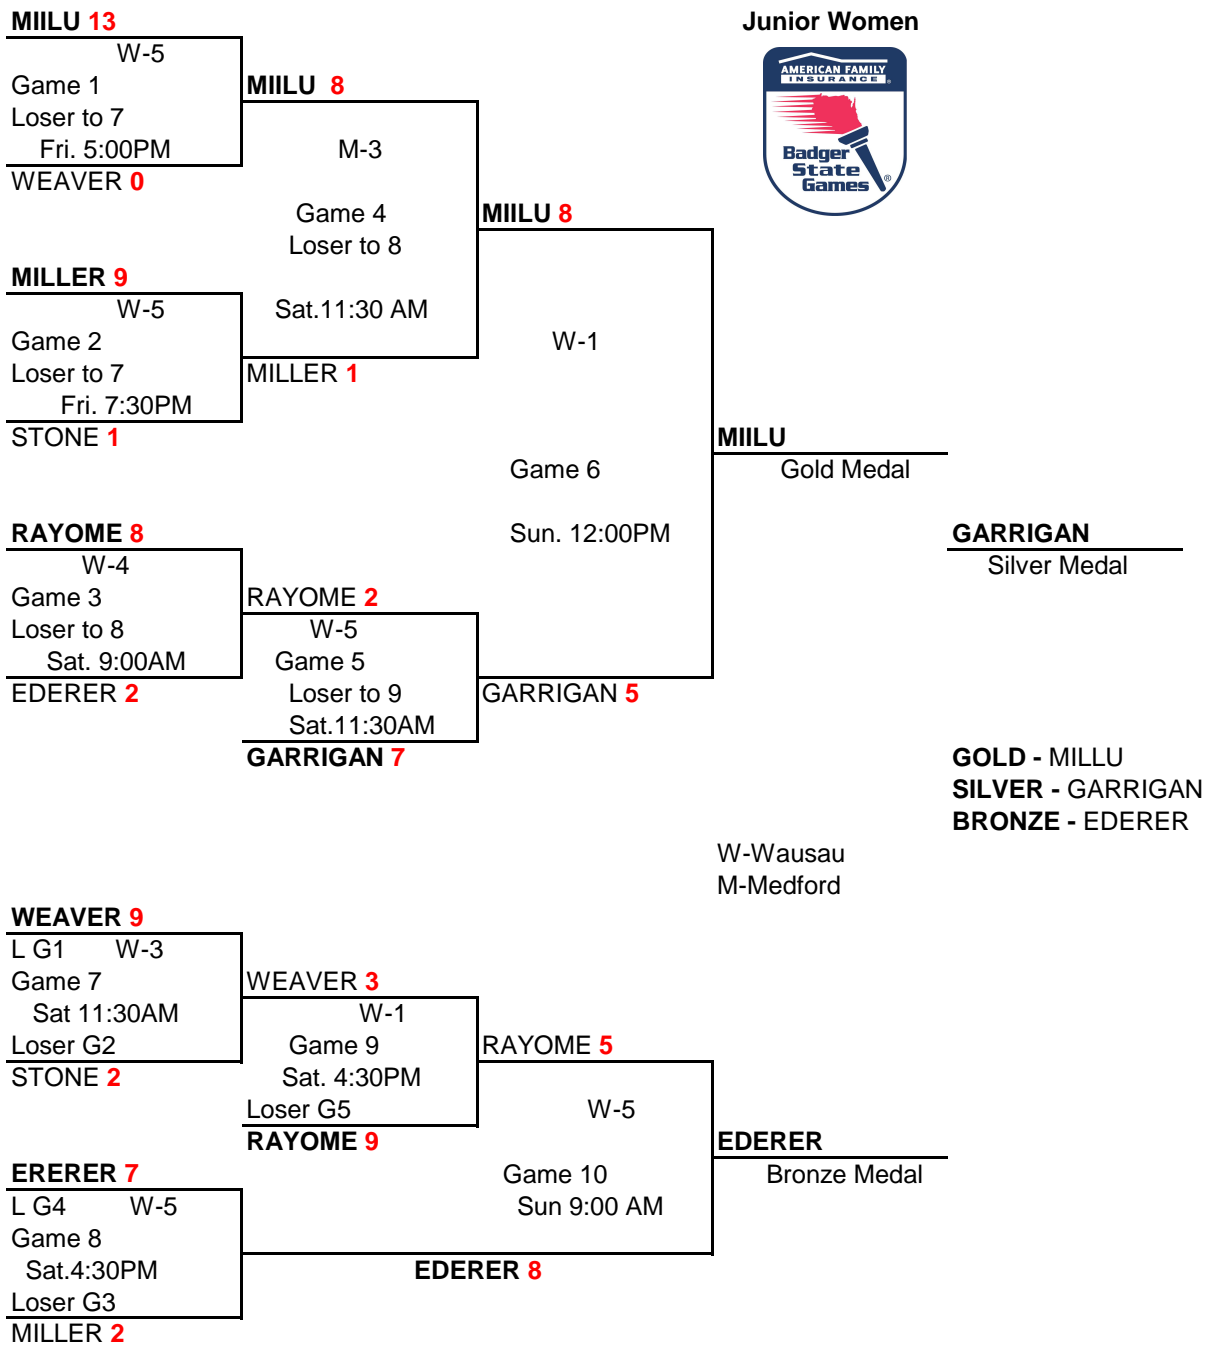 MIILU 13
Junior Women
W-5
AMERICAN FAMILY
INSURANCE ®
Game 1
MIILU 8
Loser to 7
Fri. 5:00PM
M-3
Badger
State
Games ®
WEAVER 0
Game 4
MIILU 8
Loser to 8
MILLER 9
W-5
Sat.11:30 AM
Game 2
W-1
Loser to 7
MILLER 1
Fri. 7:30PM
STONE 1
MIILU
Game 6
Gold Medal
RAYOME 8
Sun. 12:00PM
GARRIGAN
W-4
Silver Medal
Game 3
RAYOME 2
Loser to 8
W-5
Sat. 9:00AM
Game 5
EDERER 2
Loser to 9
GARRIGAN 5
Sat.11:30AM
GARRIGAN 7
GOLD - MILLU
SILVER - GARRIGAN
BRONZE - EDERER
W-Wausau
M-Medford
WEAVER 9
L G1 W-3
Game 7
WEAVER 3
Sat 11:30AM
W-1
Loser G2
Game 9
RAYOME 5
STONE 2
Sat. 4:30PM
Loser G5
W-5
RAYOME 9
EDERER
ERERER 7
Game 10
Bronze Medal
L G4 W-5
Sun 9:00 AM
Game 8
Sat.4:30PM
EDERER 8
Loser G3
MILLER 2